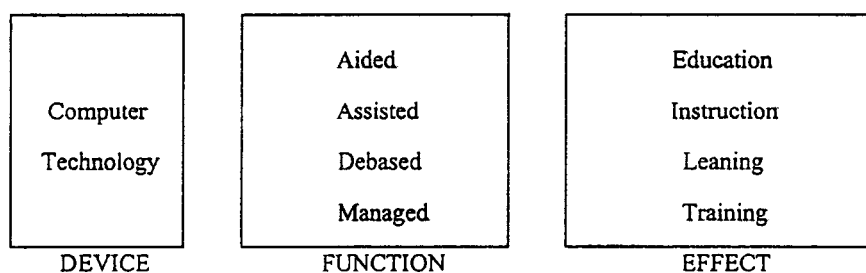 Computer
Technology
DEVICE
Aided
Assisted
Debased
Managed
FUNCTION
Education
Instruction
Leaning
Training
EFFECT